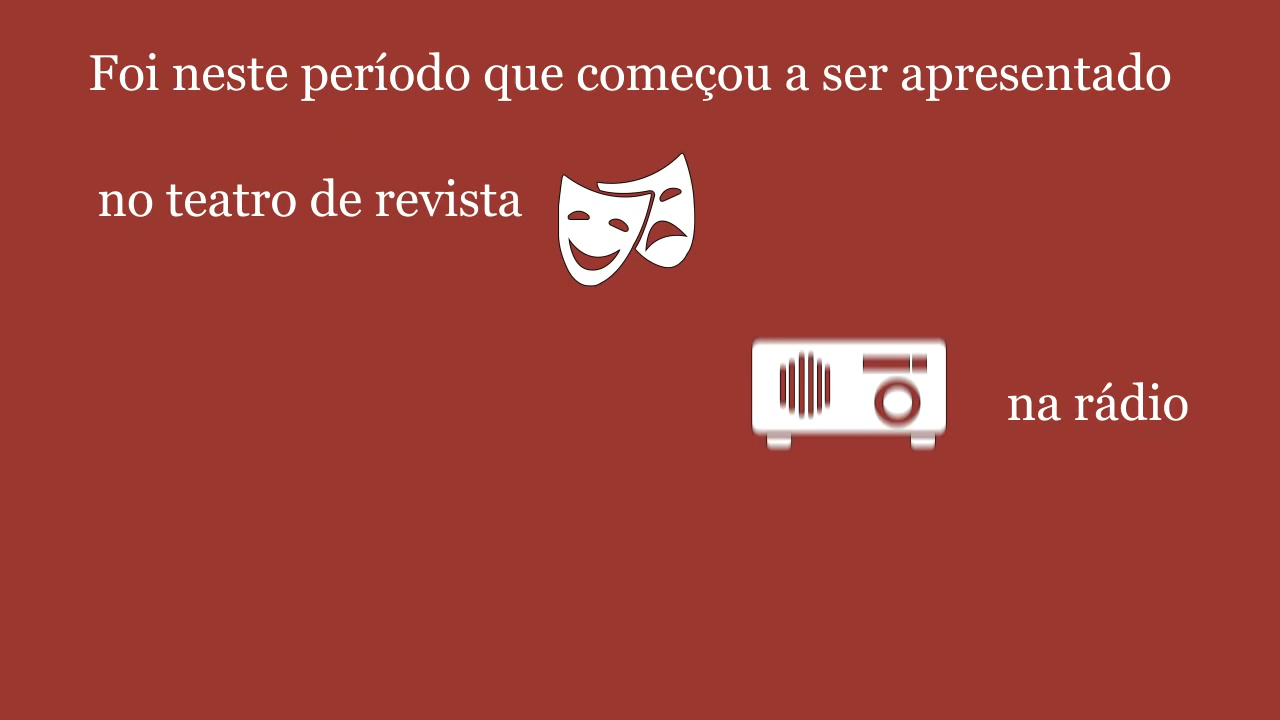 Foi neste período que começou a ser apresentado
no teatro de revista
na rádio